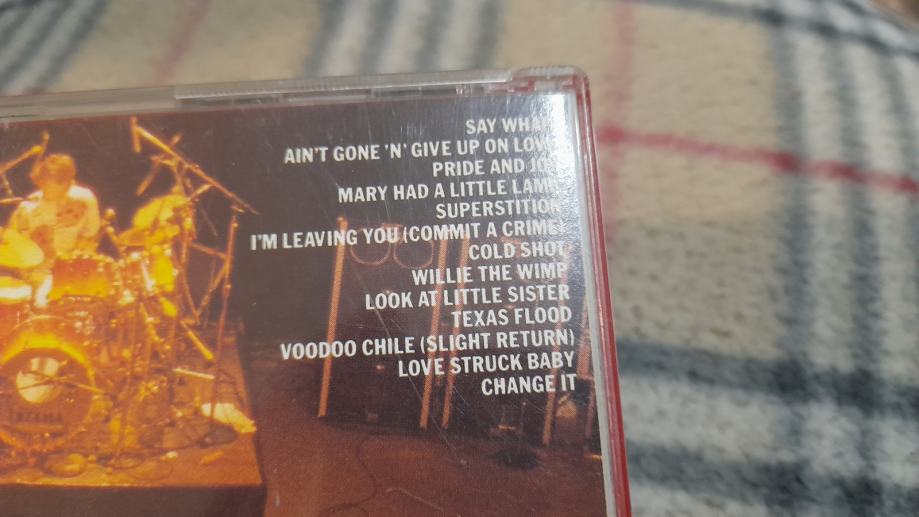 SAY WHAT
AIN'T GONE 'N' GIVE UP ON LOVE
PRIDE AND JOY
MARY HAD A LITTLE LAMB
SUPERSTITION
I'M LEAVING YOU (COMMIT A CRIME)
COLD SHOT
WILLIE THE WIMP
LOOK AT LITTLE SISTER
TEXAS FLOOD
VOODOO CHILE (SLIGHT RETURN)
LOVE STRUCK BABY
CHANGE IT
TAMA